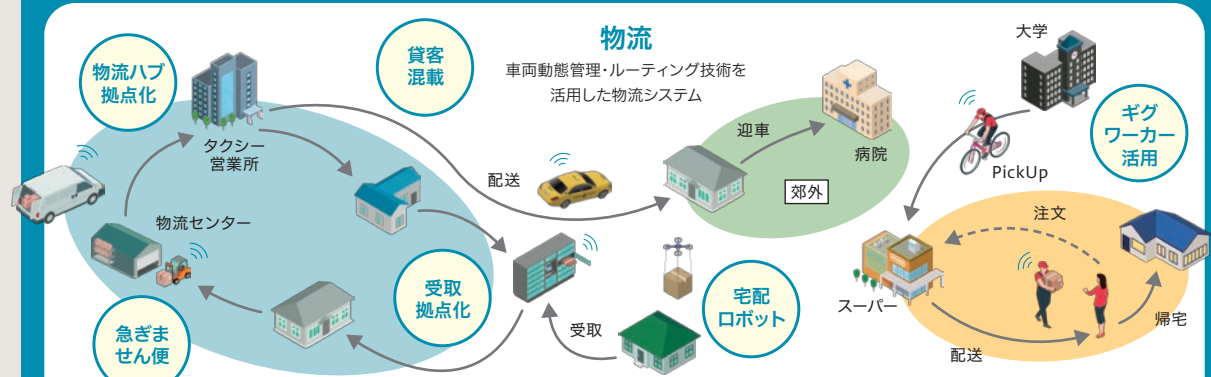 物流
車両動態管理・ルーティング技術を
活用した物流システム
物流ハブ
拠点化
貨客
混載
タクシー
営業所
物流センター
急ぎま
せん便
受取
拠点化
配送
迎車
病院
郊外
受取
宅配
ロボット
大学
PickUp
ギグ
ワーカー
活用
注文
スーパー
配送
帰宅